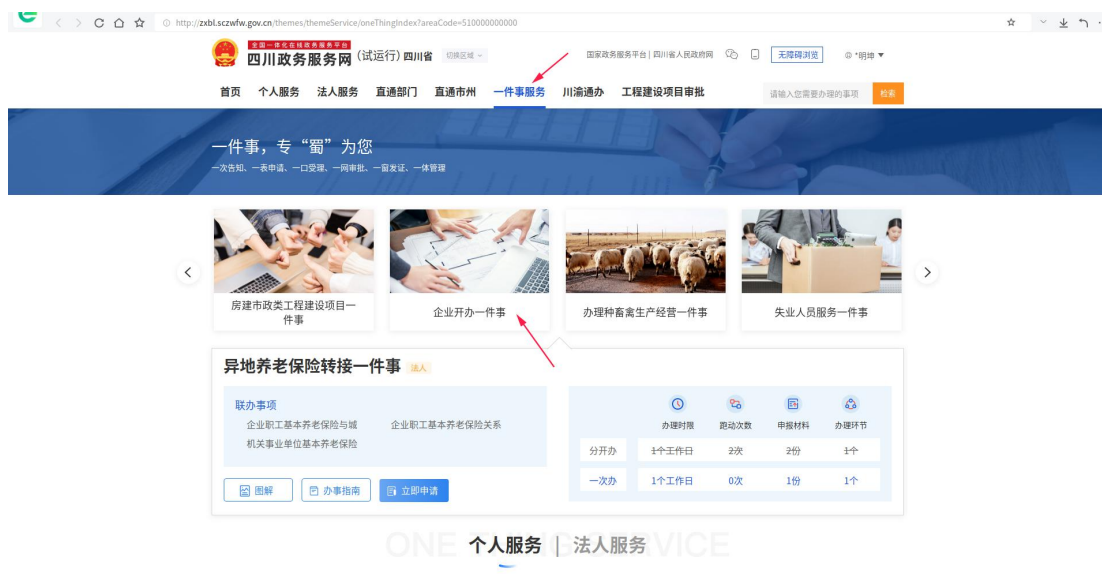 http://zxbl.sczwfw.gov.cn/themes/themeService/oneThingIndex?areaCode=510000000000
全国一体化在线政务服务平台
四川政务服务网 (试运行) 四川省 切换区域
国家政务服务平台 | 四川省人民政府网 无障碍浏览 *明坤
首页 个人服务 法人服务 直通部门 直通市州 一件事服务 川渝通办 工程建设项目审批 请输入您需要办理的事项 检索
一件事，专“蜀”为您
一次告知、一表申请、一口受理、一网审批、一窗发证、一体管理
房建市政类工程建设项目一
件事
企业开办一件事
办理种畜禽生产经营一件事
失业人员服务一件事
异地养老保险转接一件事 法人
联办事项
企业职工基本养老保险与城 企业职工基本养老保险关系
机关事业单位基本养老保险
图解 办事指南 立即申请
办理时限 跑动次数 申报材料 办理环节
分开办 1个工作日 2次 2份 1个
一次办 1个工作日 0次 1份 1个
个人服务 | 法人服务